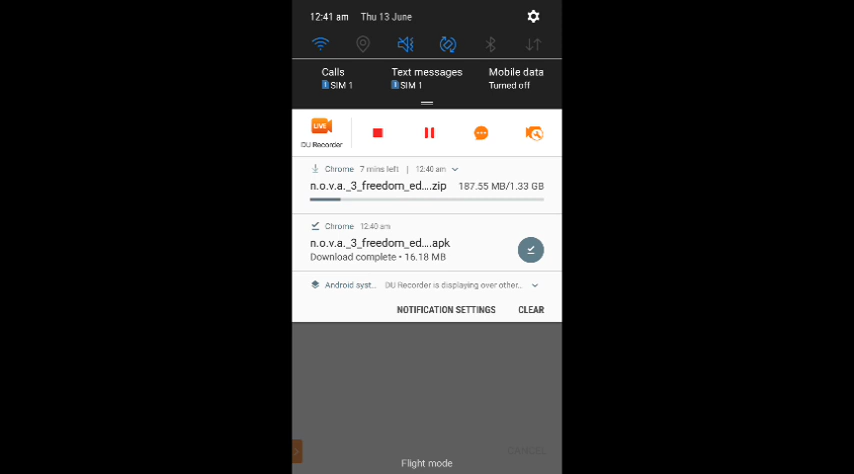 12:41 am Thu 13 June
Calls Text messages Mobile data
1 SIM 1 1 SIM 1 Turned off
LIVE
DU Recorder
Chrome 7 mins left | 12:40 am
n.o.v.a._3_freedom_ed....zip 187.55 MB/1.33 GB
Chrome 12:40 am
n.o.v.a._3_freedom_ed....apk
Download complete • 16.18 MB
Android syst... DU Recorder is displaying over other...
NOTIFICATION SETTINGS CLEAR
CANCEL
Flight mode